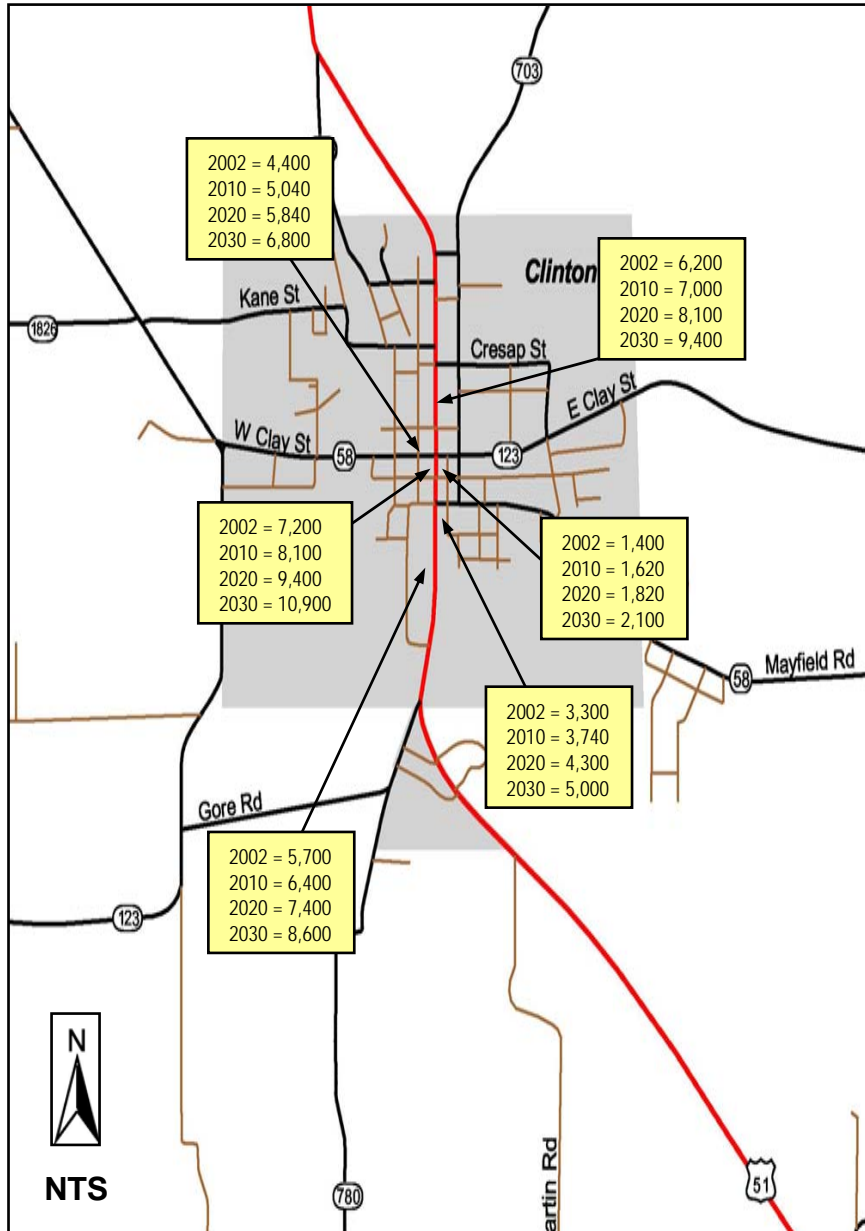 703
2002 = 4,400
2010 = 5,040
2020 = 5,840
2030 = 6,800
Clinton
2002 = 6,200
2010 = 7,000
2020 = 8,100
2030 = 9,400
Kane St
1826
Cresap St
E Clay St
W Clay St
58
123
2002 = 7,200
2010 = 8,100
2020 = 9,400
2030 = 10,900
2002 = 1,400
2010 = 1,620
2020 = 1,820
2030 = 2,100
Mayfield Rd
58
2002 = 3,300
2010 = 3,740
2020 = 4,300
2030 = 5,000
Gore Rd
2002 = 5,700
2010 = 6,400
2020 = 7,400
2030 = 8,600
123
N
NTS
780
artin Rd
51